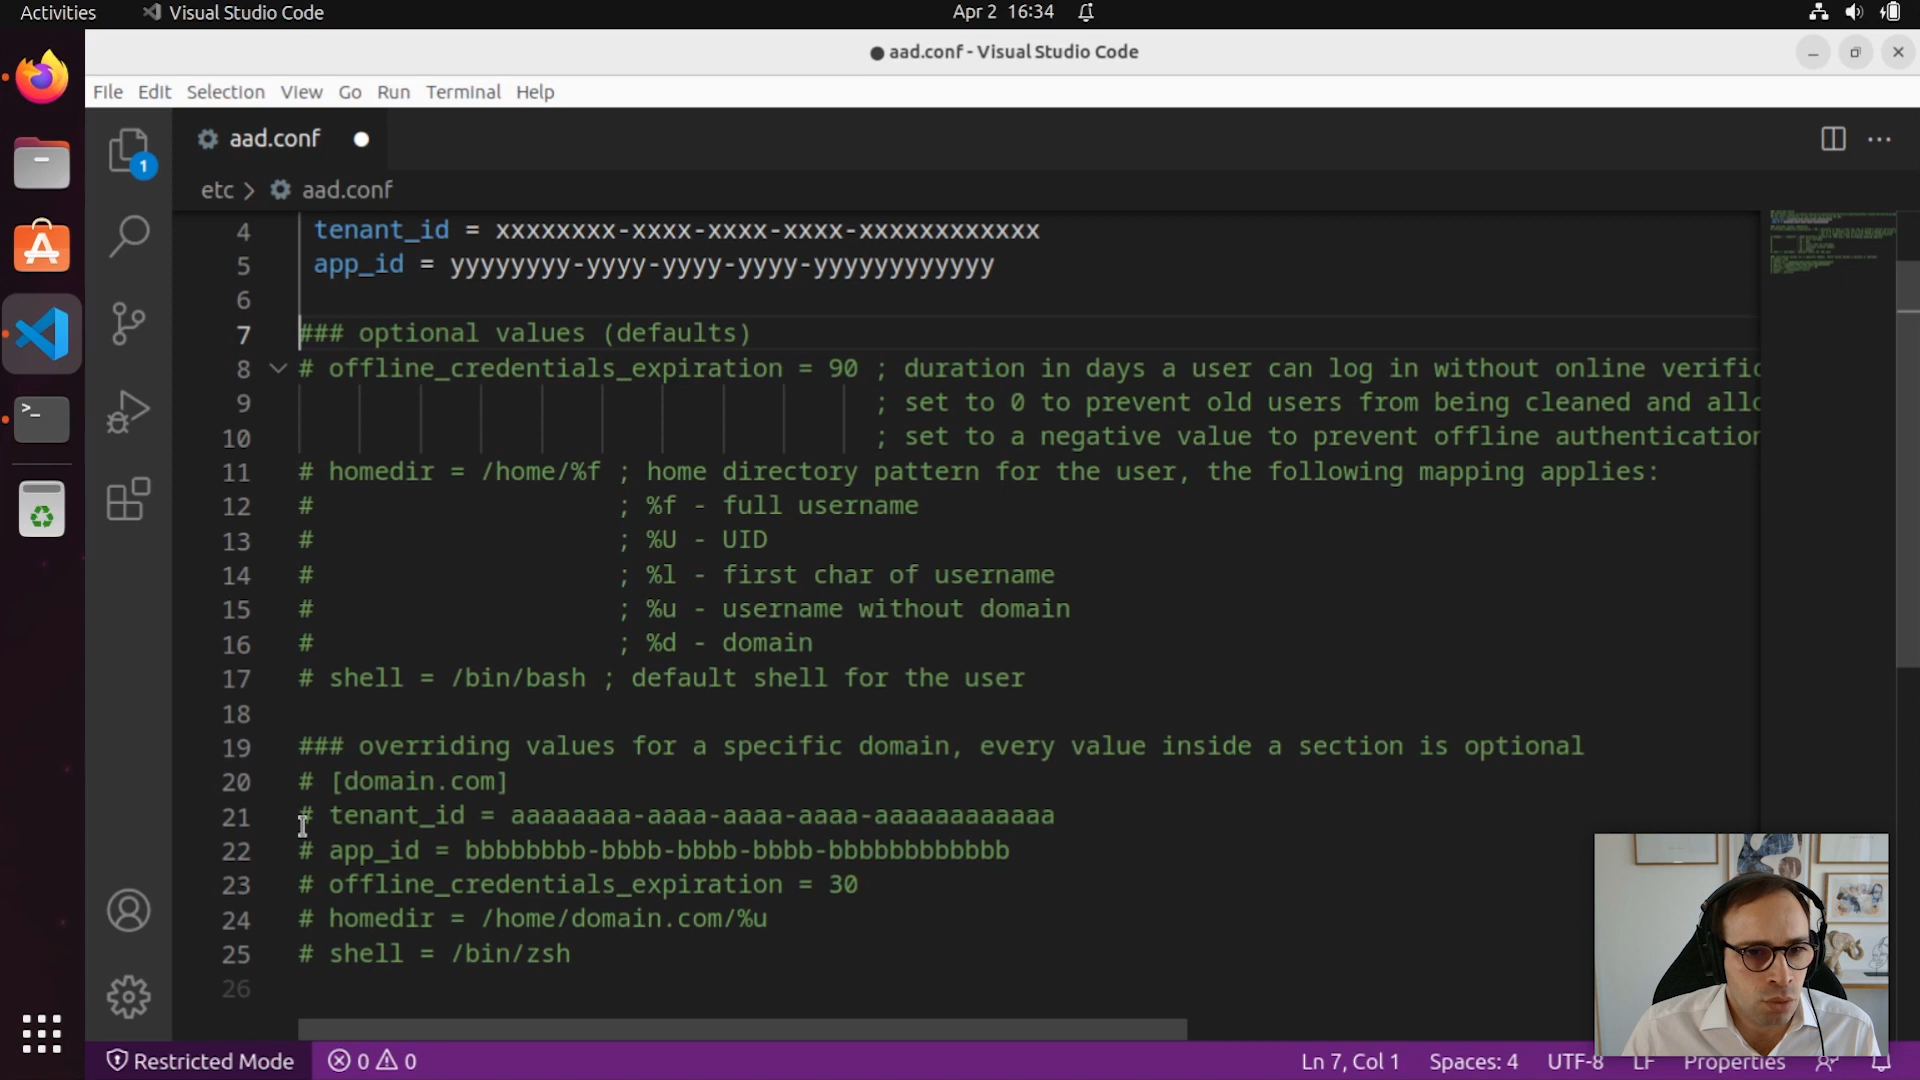 Activities
Visual Studio Code
Apr 2 16:34
aad.conf - Visual Studio Code
File Edit Selection View Go Run Terminal Help
1
aad.conf
etc > aad.conf
4 tenant_id = xxxxxxxx-xxxx-xxxx-xxxx-xxxxxxxxxxxx
5 app_id = yyyyyyyy-yyyy-yyyy-yyyy-yyyyyyyyyyyy
6
7 ### optional values (defaults)
8 # offline_credentials_expiration = 90 ; duration in days a user can log in without online
9 ; set to 0 to prevent old users from being cleaned and
10 ; set to a negative value to prevent offline authentication
11 # homedir = /home/%f ; home directory pattern for the user, the following mapping applies:
12 # ; %f - full username
13 # ; %U - UID
14 # ; %l - first char of username
15 # ; %u - username without domain
16 # ; %d - domain
17 # shell = /bin/bash ; default shell for the user
18
19 ### overriding values for a specific domain, every value inside a section is optional
20 # [domain.com]
21 # tenant_id = aaaaaaaa-aaaa-aaaa-aaaa-aaaaaaaaaaaa
22 # app_id = bbbbbbbb-bbbb-bbbb-bbbb-bbbbbbbbbbbb
23 # offline_credentials_expiration = 30
24 # homedir = /home/domain.com/%u
25 # shell = /bin/zsh
26
Restricted Mode 0 0 Ln 7, Col 1 Spaces: 4 UTF-8 LF Properties